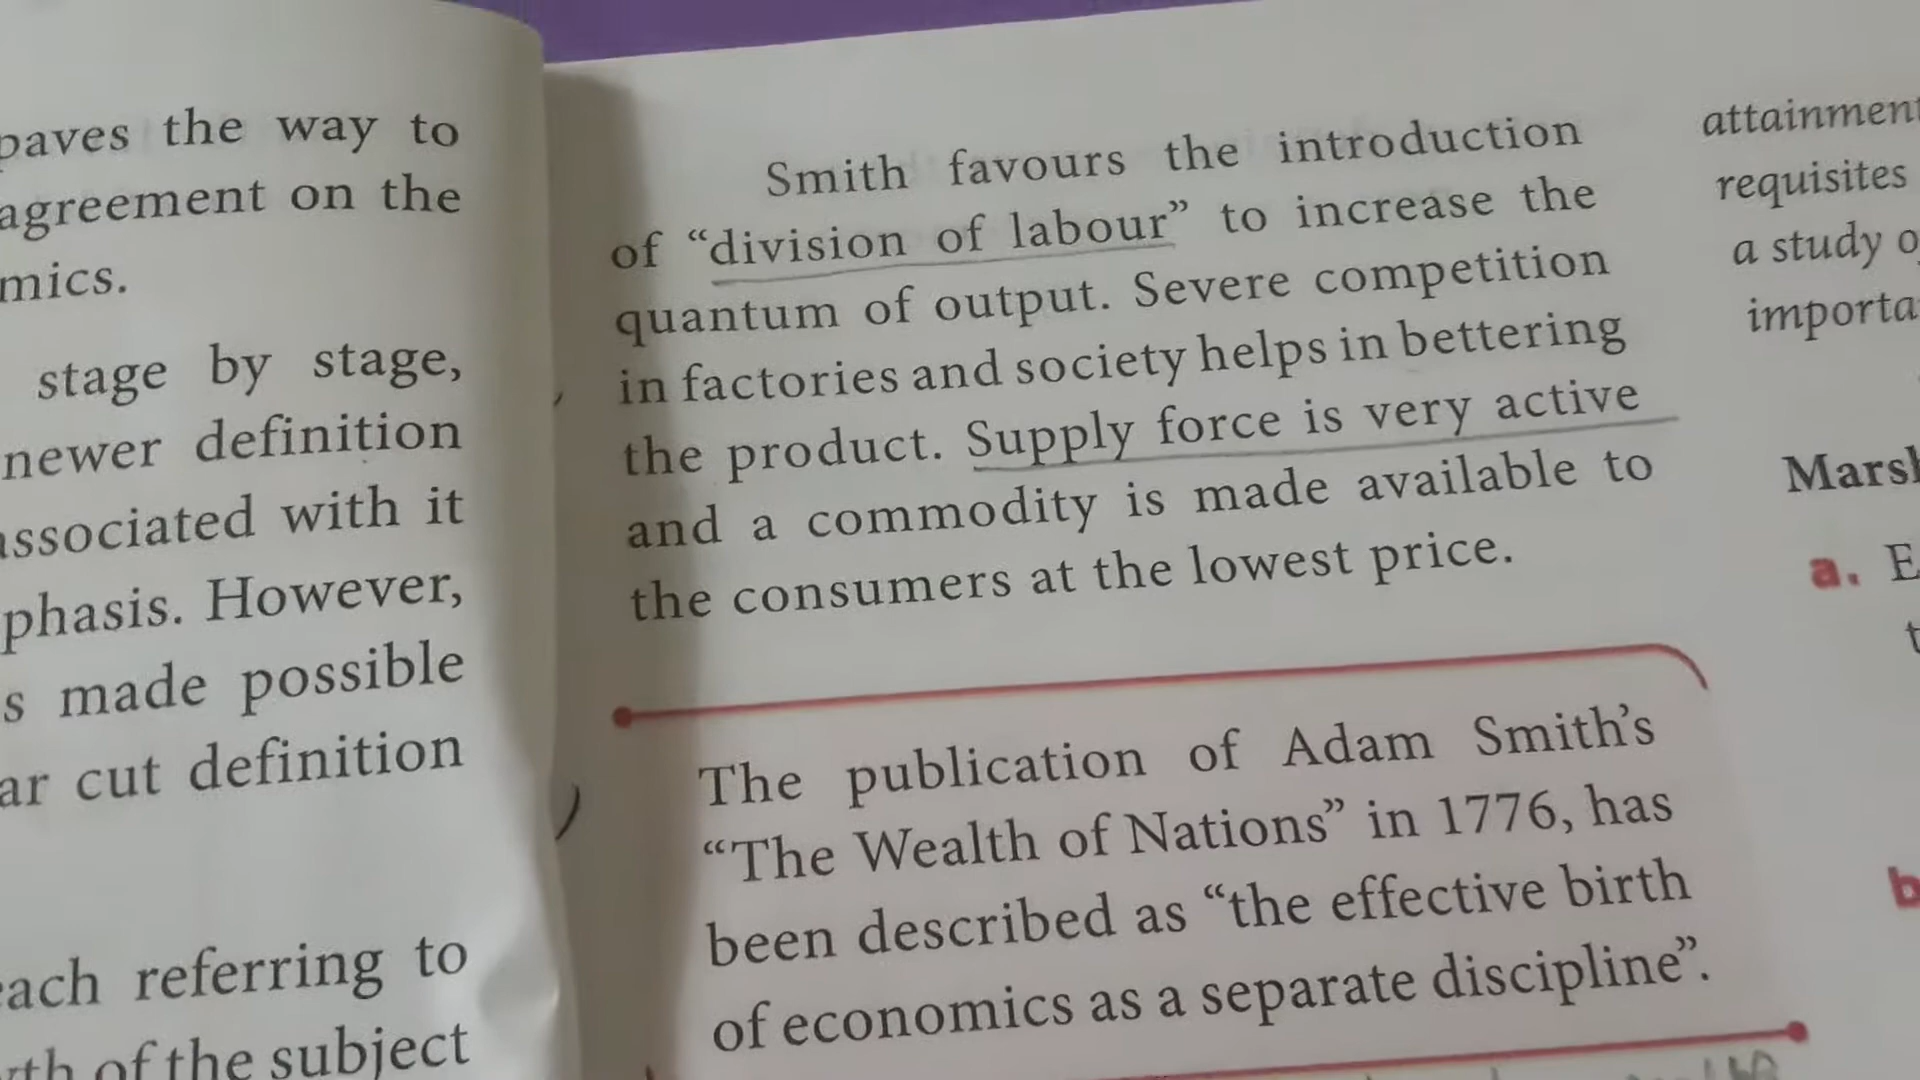 paves the way to
agreement on the
mics.
stage by stage,
newer definition
associated with it
phasis. However,
s made possible
ar cut definition
each referring to
of the subject
Smith favours the introduction
of “division of labour” to increase the
quantum of output. Severe competition
in factories and society helps in bettering
the product. Supply force is very active
and a commodity is made available to
the consumers at the lowest price.
The publication of Adam Smith’s
“The Wealth of Nations” in 1776, has
been described as “the effective birth
of economics as a separate discipline”.
attainment
requisites
a study o
importa
Marsh
a. E
t
b